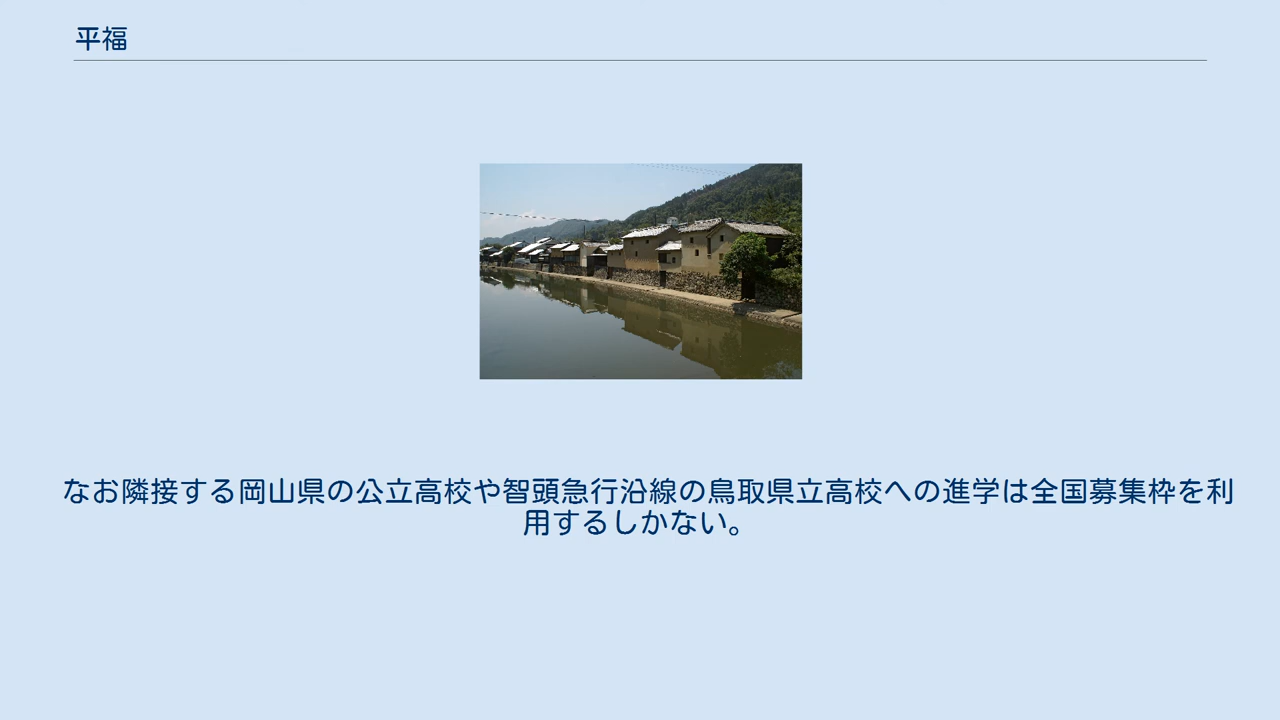 平福
なお隣接する岡山県の公立高校や智頭急行沿線の鳥取県立高校への進学は全国募集枠を利
用するしかない。